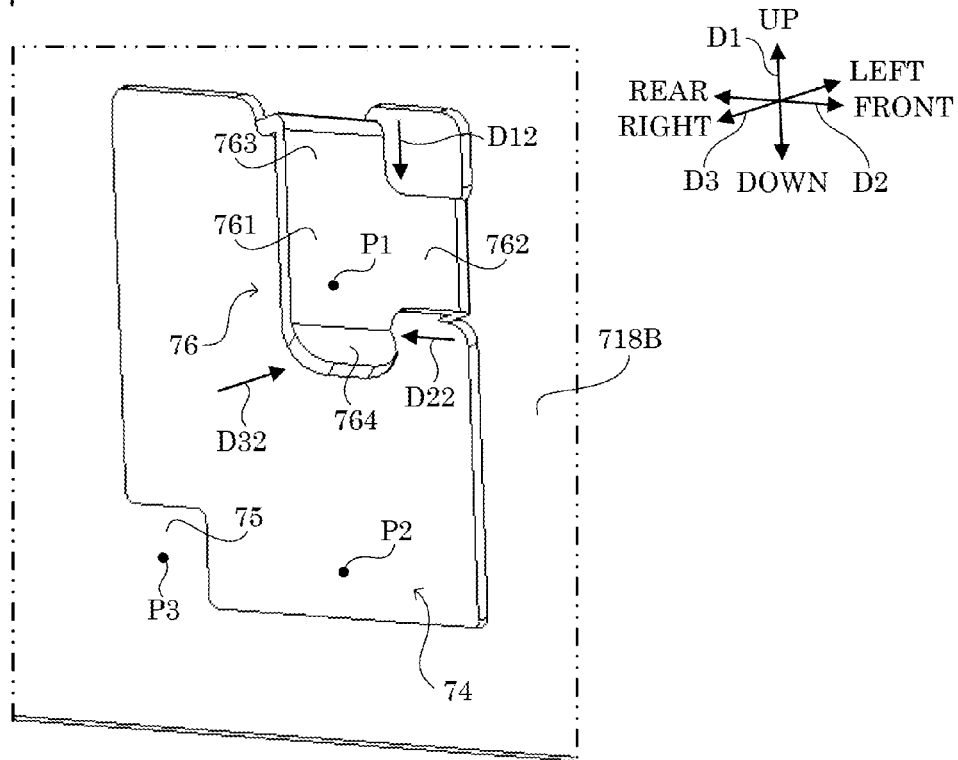 UP
D1
LEFT
REAR
FRONT
RIGHT
D3
DOWN
D2
763
D12
761
P1
762
76
718B
D22
764
D32
75
P2
P3
74